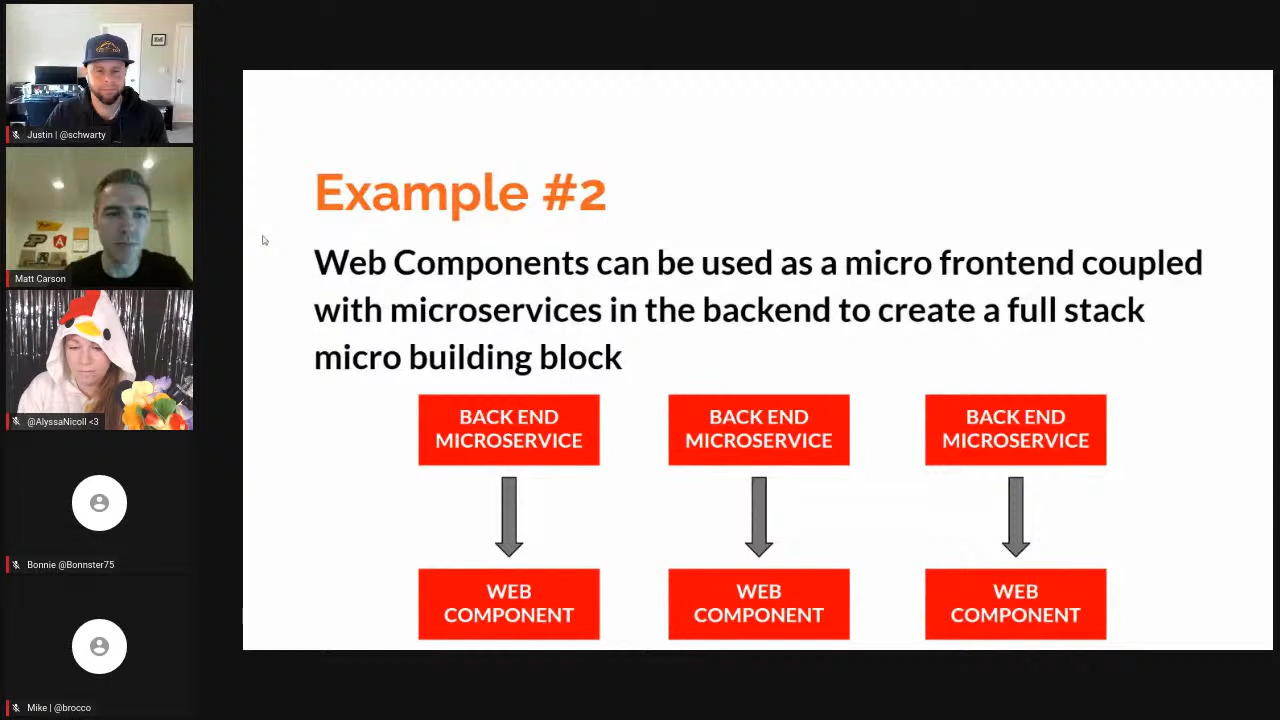 Justin | @schwarty
Matt Carson
@AlyssaNicoll <3
Bonnie @Bonnster75
Mike | @brocco
Example #2
Web Components can be used as a micro frontend coupled
with microservices in the backend to create a full stack
micro building block
BACK END
MICROSERVICE
BACK END
MICROSERVICE
BACK END
MICROSERVICE
WEB
COMPONENT
WEB
COMPONENT
WEB
COMPONENT